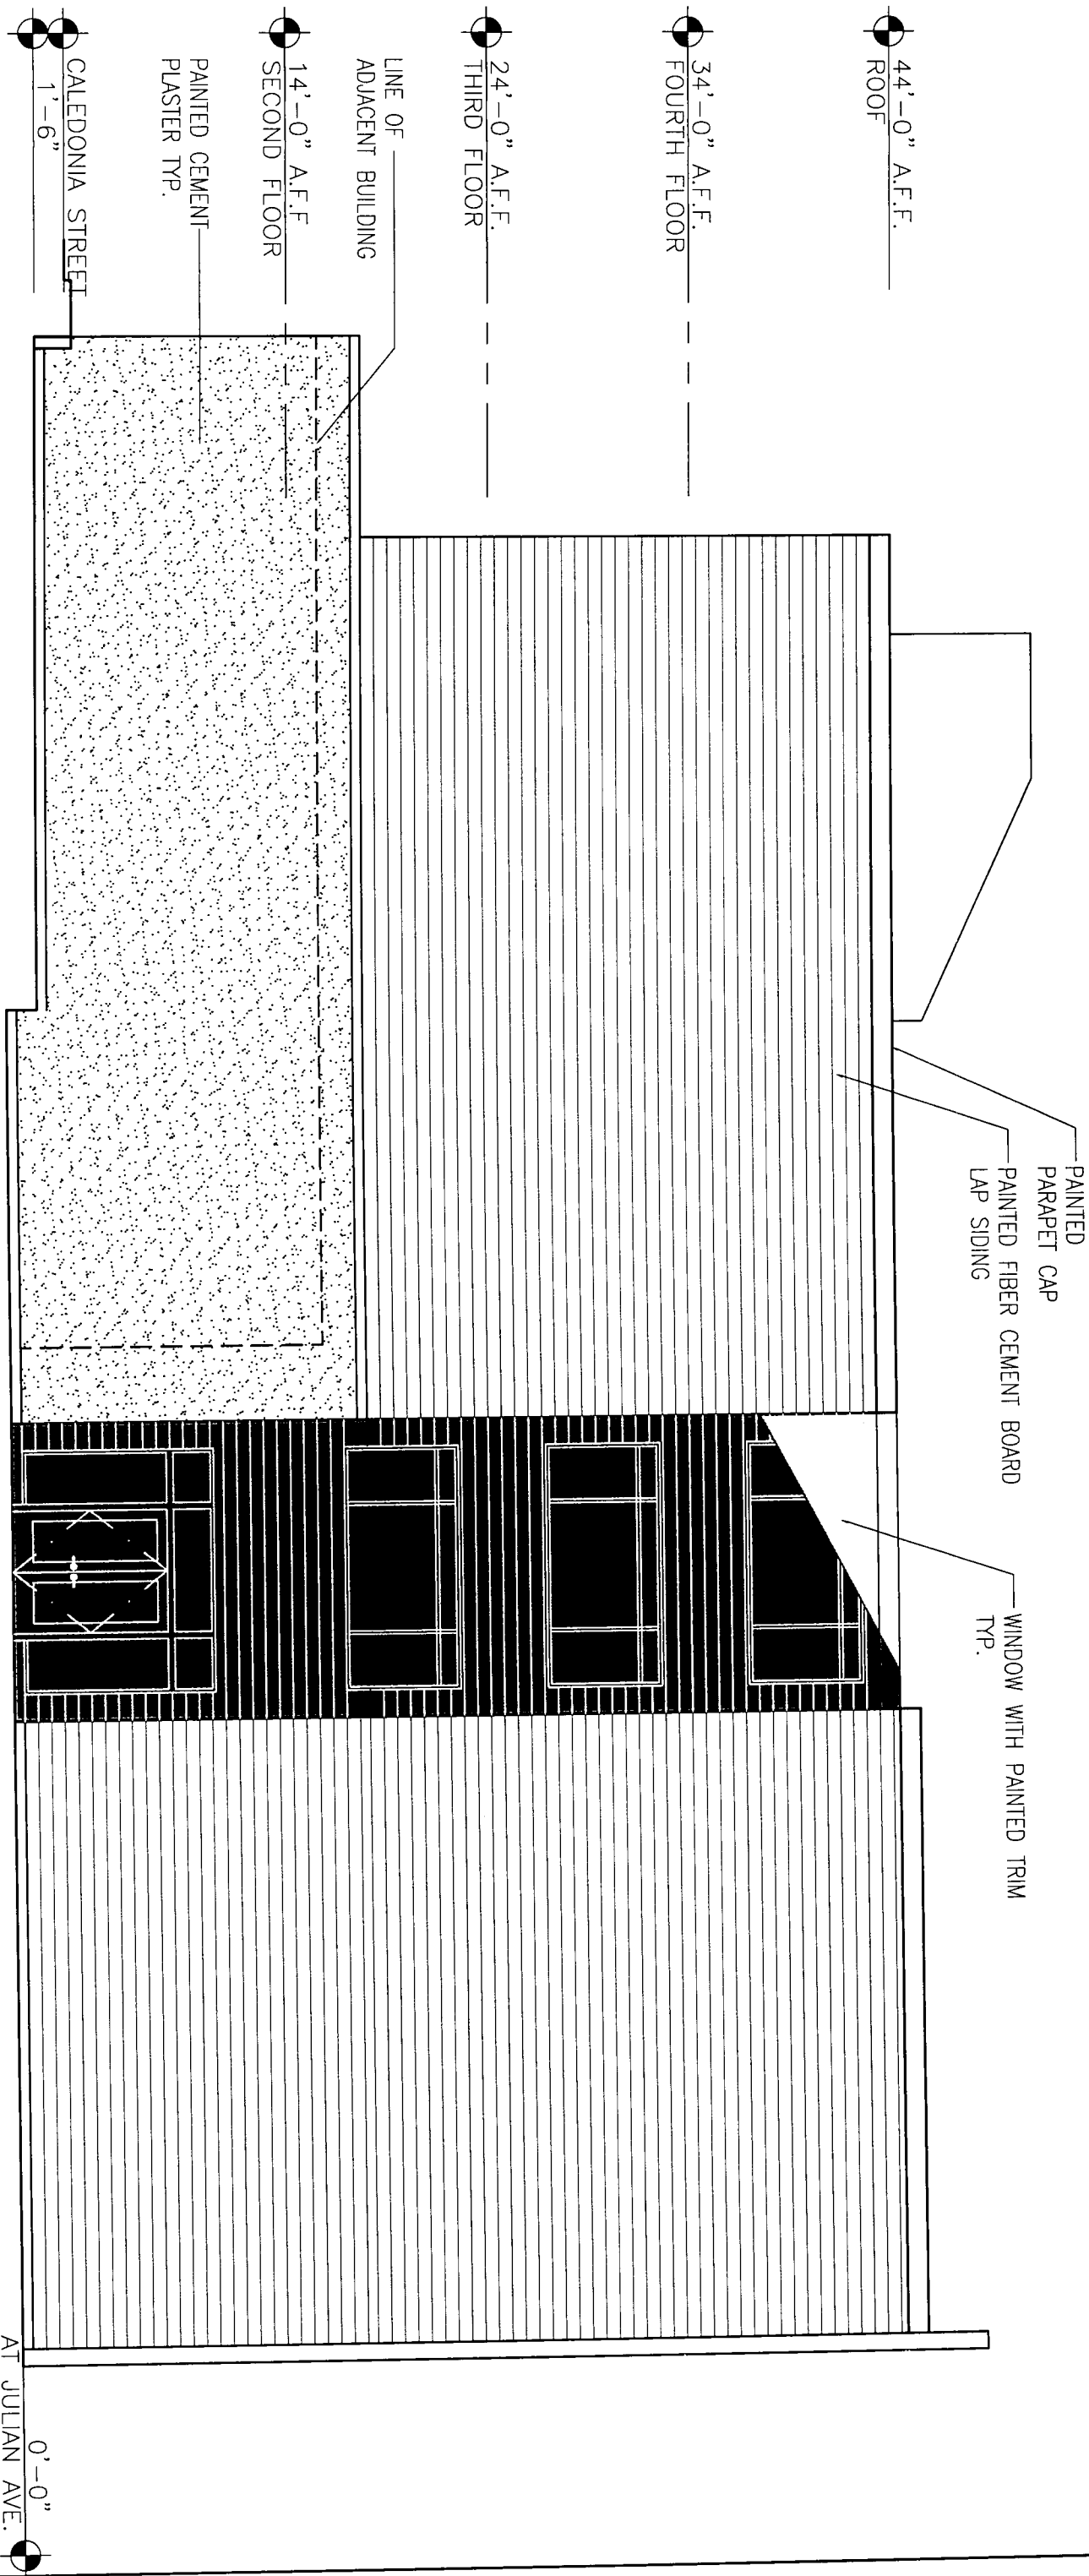 44'-0" A.F.F.
ROOF
34'-0" A.F.F.
FOURTH FLOOR
24'-0" A.F.F.
THIRD FLOOR
LINE OF
ADJACENT BUILDING
14'-0" A.F.F
SECOND FLOOR
PAINTED CEMENT
PLASTER TYP.
CALEDONIA STREET
1'-6"
PAINTED
PARAPET CAP
PAINTED FIBER CEMENT BOARD
LAP SIDING
WINDOW WITH PAINTED TRIM
TYP.
0'-0"
AT JULIAN AVE.